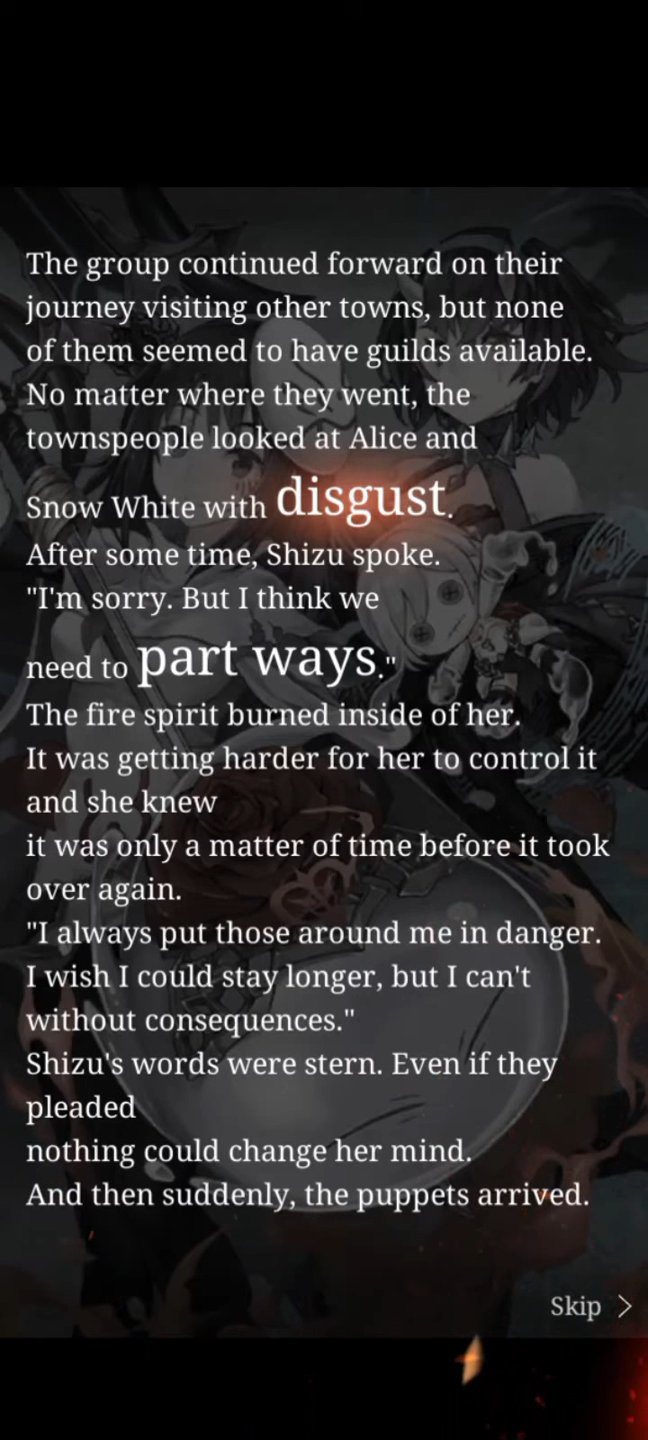 The group continued forward on their
journey visiting other towns, but none
of them seemed to have guilds available.
No matter where they went, the
townspeople looked at Alice and
Snow White with disgust.
After some time, Shizu spoke.
"I'm sorry. But I think we
need to part ways."
The fire spirit burned inside of her.
It was getting harder for her to control it
and she knew
it was only a matter of time before it took
over again.
"I always put those around me in danger.
I wish I could stay longer, but I can't
without consequences."
Shizu's words were stern. Even if they
pleaded
nothing could change her mind.
And then suddenly, the puppets arrived.
Skip >